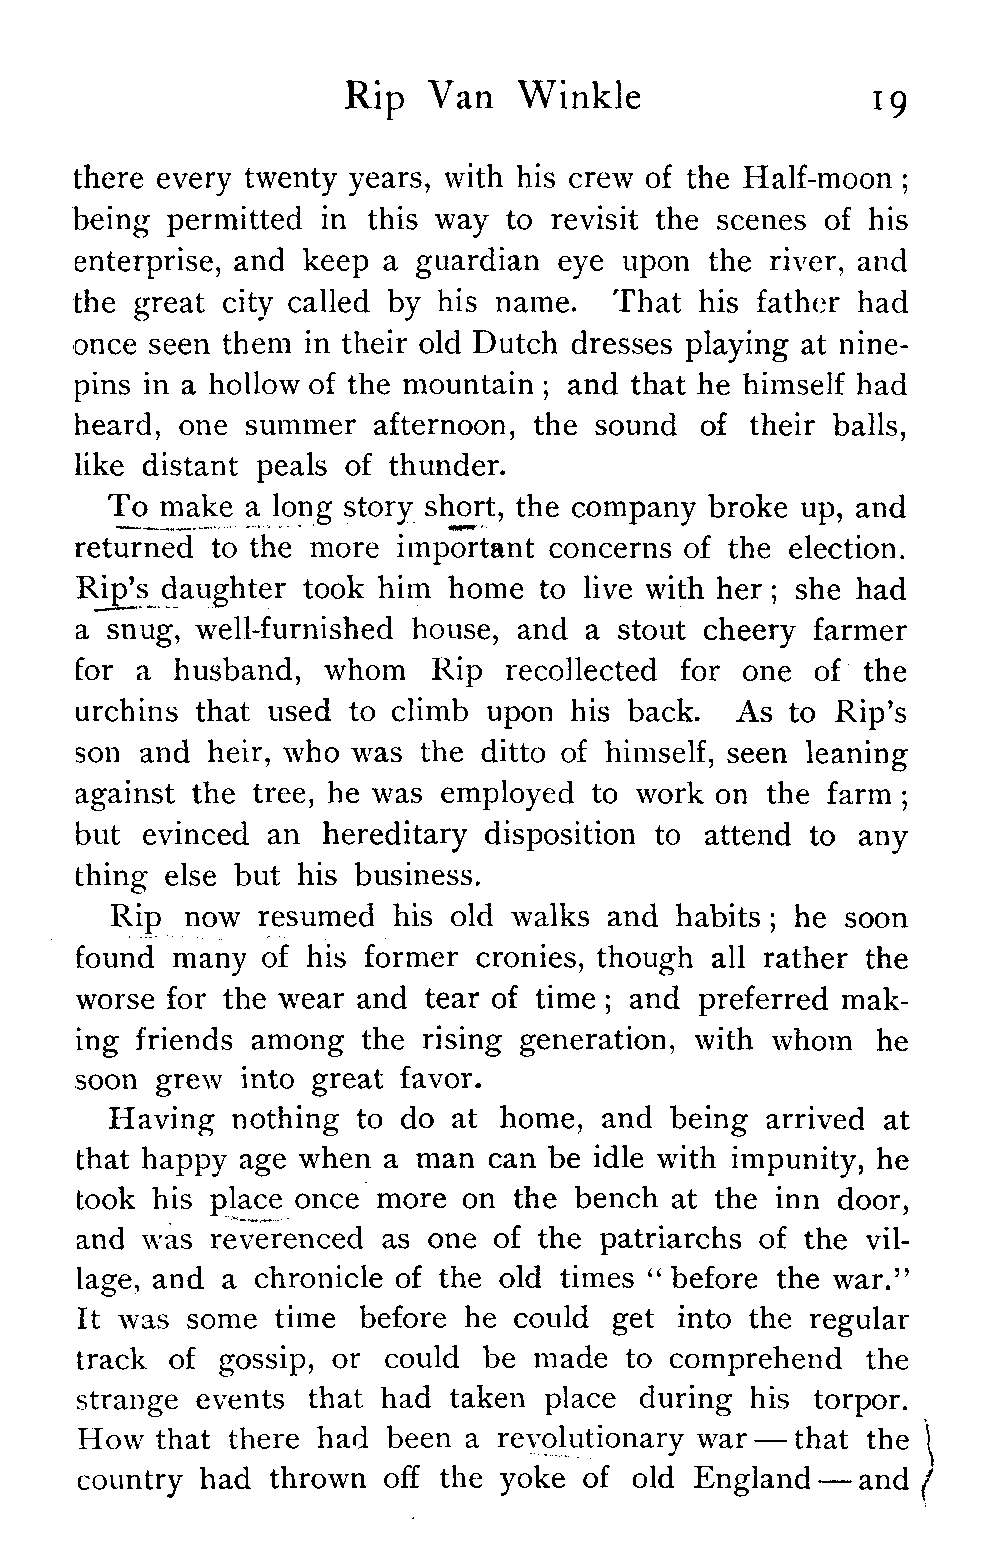 Rip Van Winkle 19
there every twenty years, with his crew of the Half-moon ;
being permitted in this way to revisit the scenes of his
enterprise, and keep a guardian eye upon the river, and
the great city called by his name. That his father had
once seen them in their old Dutch dresses playing at nine-
pins in a hollow of the mountain ; and that he himself had
heard, one summer afternoon, the sound of their balls,
like distant peals of thunder.
To make a long story short, the company broke up, and
returned to the more important concerns of the election.
Rip's daughter took him home to live with her ; she had
a snug, well-furnished house, and a stout cheery farmer
for a husband, whom Rip recollected for one of the
urchins that used to climb upon his back. As to Rip's
son and heir, who was the ditto of himself, seen leaning
against the tree, he was employed to work on the farm ;
but evinced an hereditary disposition to attend to any
thing else but his business.
Rip now resumed his old walks and habits ; he soon
found many of his former cronies, though all rather the
worse for the wear and tear of time ; and preferred mak-
ing friends among the rising generation, with whom he
soon grew into great favor.
Having nothing to do at home, and being arrived at
that happy age when a man can be idle with impunity, he
took his place once more on the bench at the inn door,
and was reverenced as one of the patriarchs of the vil-
lage, and a chronicle of the old times “ before the war.”
It was some time before he could get into the regular
track of gossip, or could be made to comprehend the
strange events that had taken place during his torpor.
How that there had been a revolutionary war — that the
country had thrown off the yoke of old England — and